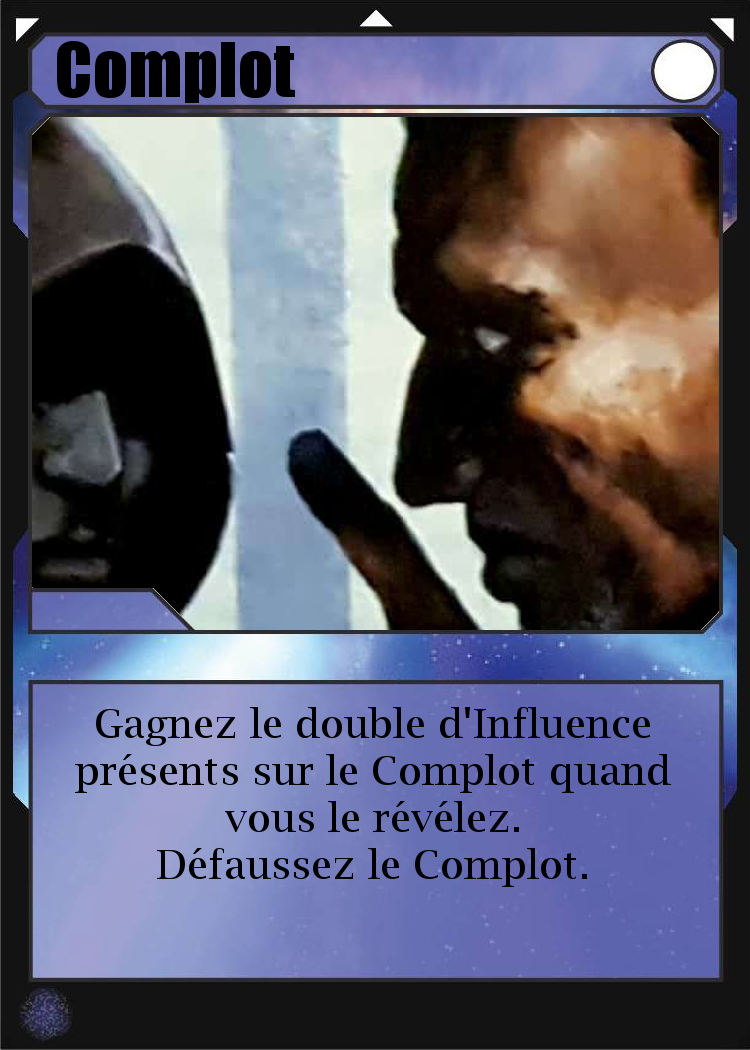 Complot
Gagnez le double d'Influence
présents sur le Complot quand
vous le révélez.
Défaussez le Complot.